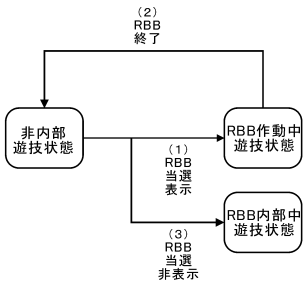 （2）
RBB
終了
非内部
遊技状態
RBB作動中
遊技状態
（1）
RBB
当選
表示
RBB内部中
遊技状態
（3）
RBB
当選
非表示